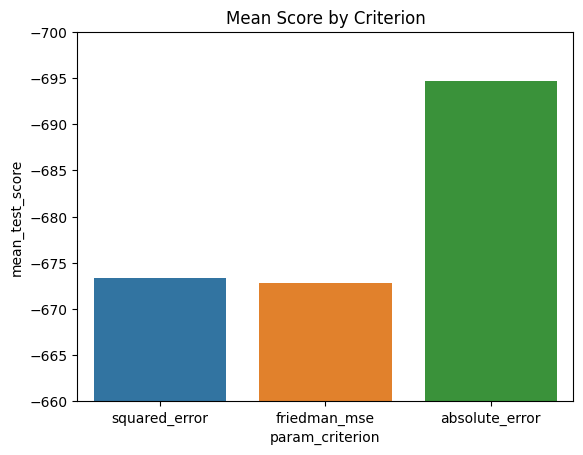 Mean Score by Criterion
−700
−695
−690
−685
−680
−675
−670
−665
−660
mean_test_score
squared_error friedman_mse absolute_error
param_criterion